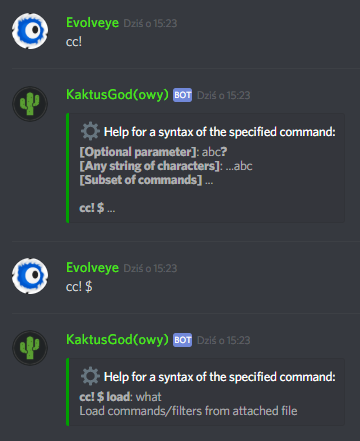 Evolveye Dziś o 15:23
cc!
KaktusGod(owy) BOT Dziś o 15:23
Help for a syntax of the specified command:
[Optional parameter]: abc?
[Any string of characters]: ...abc
[Subset of commands] ...
cc! $ ...
Evolveye Dziś o 15:23
cc! $
KaktusGod(owy) BOT Dziś o 15:23
Help for a syntax of the specified command:
cc! $ load: what
Load commands/filters from attached file